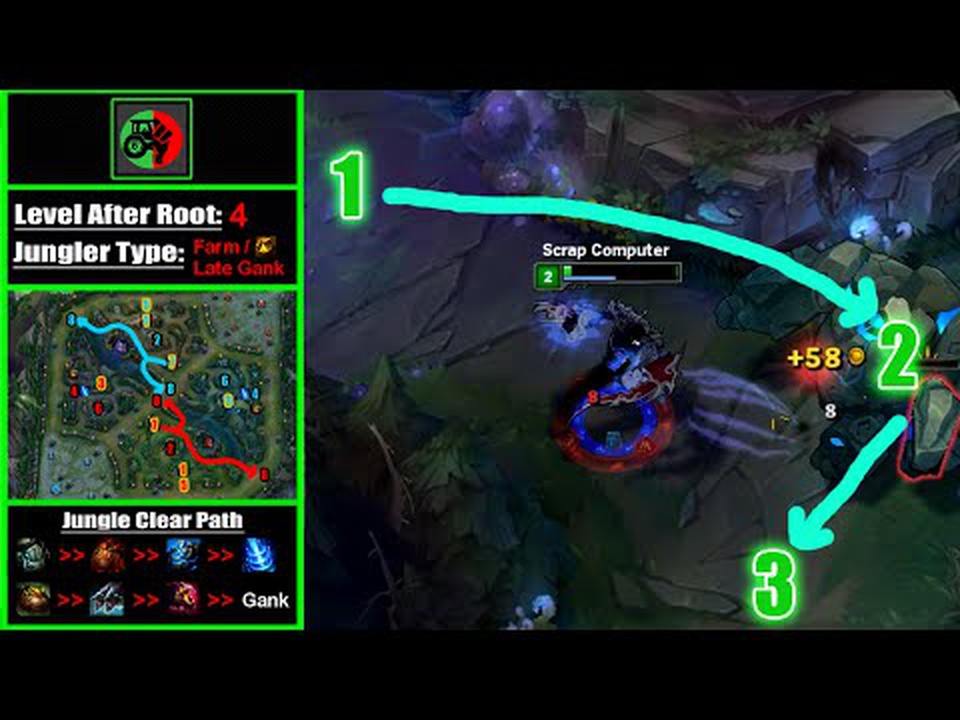 Level After Root: 4
Jungler Type: Farm /
Late Gank
Jungle Clear Path
>> >> >>
>> >> >> Gank
1
Scrap Computer
2
+58
2
8
8
3